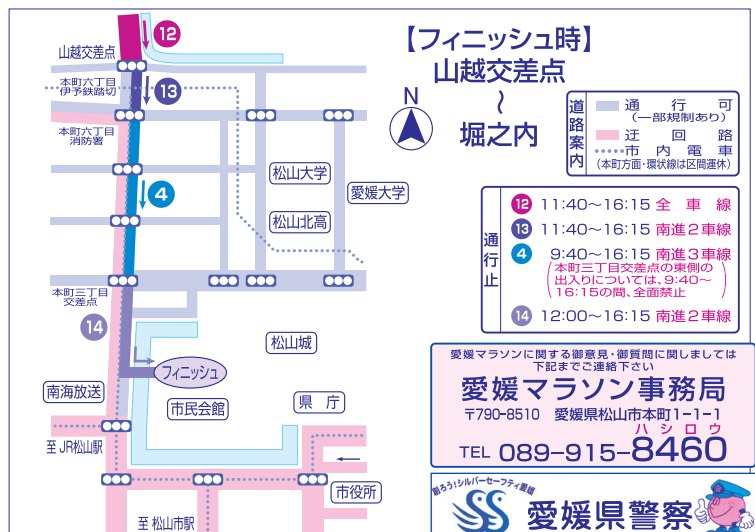 12
山越交差点
本町六丁目
伊予鉄踏切
13
本町六丁目
消防署
4
松山大学
愛媛大学
松山北高
本町三丁目
交差点
14
松山城
フィニッシュ
南海放送
市民会館
県 庁
至 JR松山駅
市役所
至 松山市駅
【フィニッシュ時】
山越交差点
～
堀之内
N
道路案内
通行可
(一部規制あり)
迂回路
市内電車
(本町方面・環状線は区間運休)
通行止
12 11:40～16:15 全車線
13 11:40～16:15 南進2車線
4 9:40～16:15 南進3車線
(本町三丁目交差点の東側の
出入りについては、9:40～
16:15の間、全面禁止)
14 12:00～16:15 南進2車線
愛媛マラソンに関する御意見・御質問に関しましては
下記までご連絡下さい
愛媛マラソン事務局
〒790-8510 愛媛県松山市本町1-1-1
ハシロウ
TEL 089-915-8460
創ろう!シルバーセーフティ愛媛
愛媛県警察